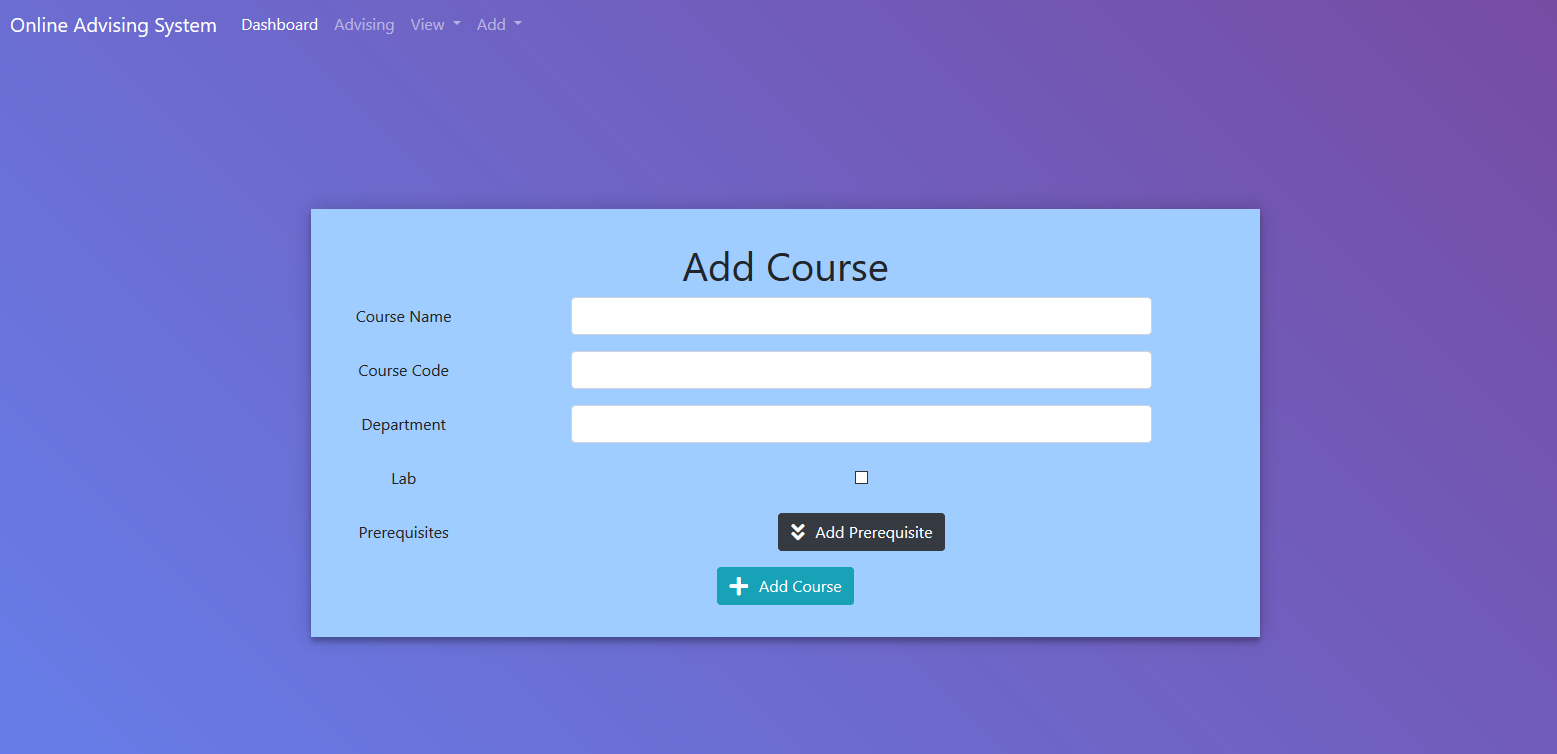 Online Advising System Dashboard Advising View Add
Add Course
Course Name
Course Code
Department
Lab
Prerequisites Add Prerequisite
Add Course